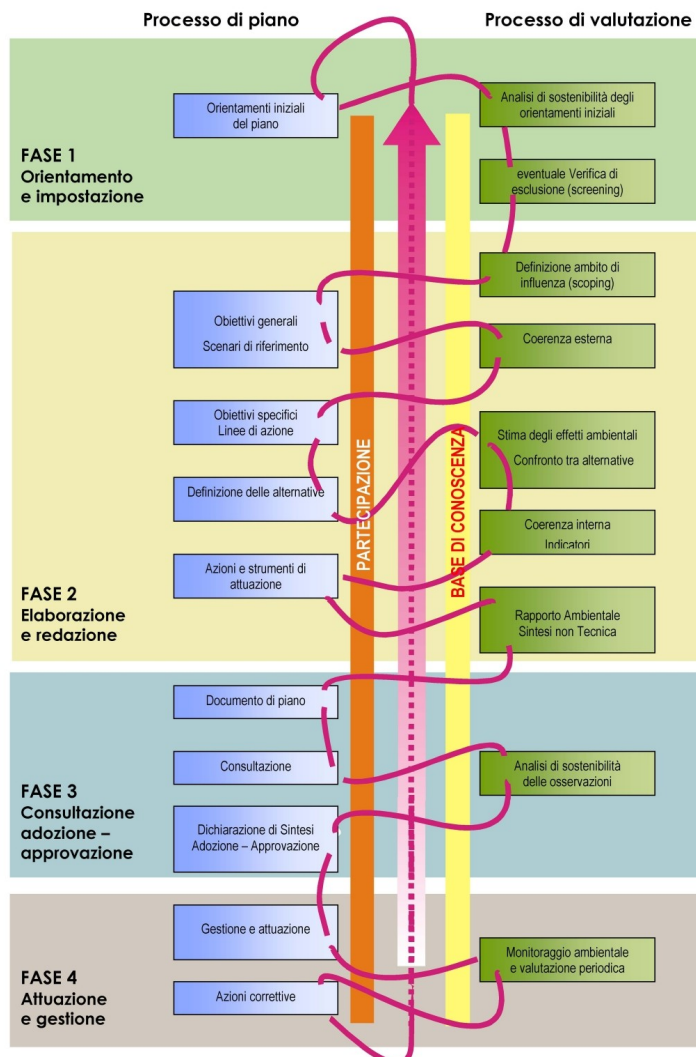 Processo di piano
Processo di valutazione
Orientamenti iniziali
del piano
Analisi di sostenibilità degli
orientamenti iniziali
FASE 1
Orientamento
e impostazione
eventuale Verifica di
esclusione (screening)
Definizione ambito di
influenza (scoping)
Obiettivi generali
Scenari di riferimento
Coerenza esterna
Obiettivi specifici
Linee di azione
Stima degli effetti ambientali
Confronto tra alternative
Definizione delle alternative
PARTECIPAZIONE
BASE DI CONOSCENZA
Coerenza interna
Indicatori
Azioni e strumenti di
attuazione
FASE 2
Elaborazione
e redazione
Rapporto Ambientale
Sintesi non Tecnica
Documento di piano
Consultazione
Analisi di sostenibilità
delle osservazioni
FASE 3
Consultazione
adozione –
approvazione
Dichiarazione di Sintesi
Adozione – Approvazione
Gestione e attuazione
Monitoraggio ambientale
e valutazione periodica
FASE 4
Attuazione
e gestione
Azioni correttive